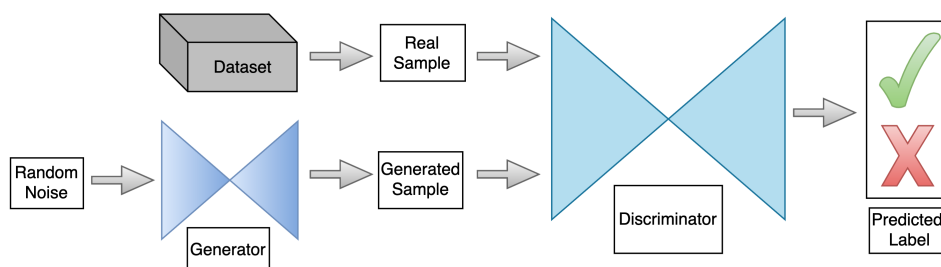 Dataset
Real
Sample
Random
Noise
Generator
Generated
Sample
Discriminator
Predicted
Label